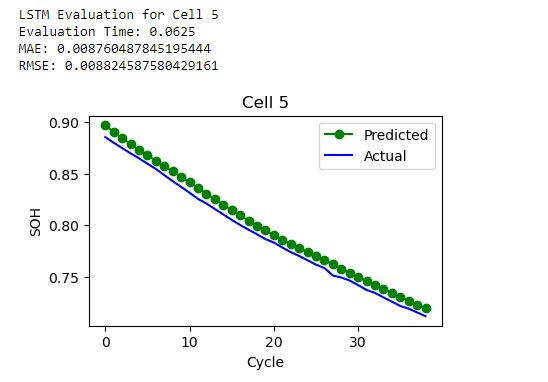 LSTM Evaluation for Cell 5
Evaluation Time: 0.0625
MAE: 0.008760487845195444
RMSE: 0.008824587580429161
Cell 5
Predicted
Actual
0.90
0.85
0.80
0.75
SOH
0 10 20 30
Cycle